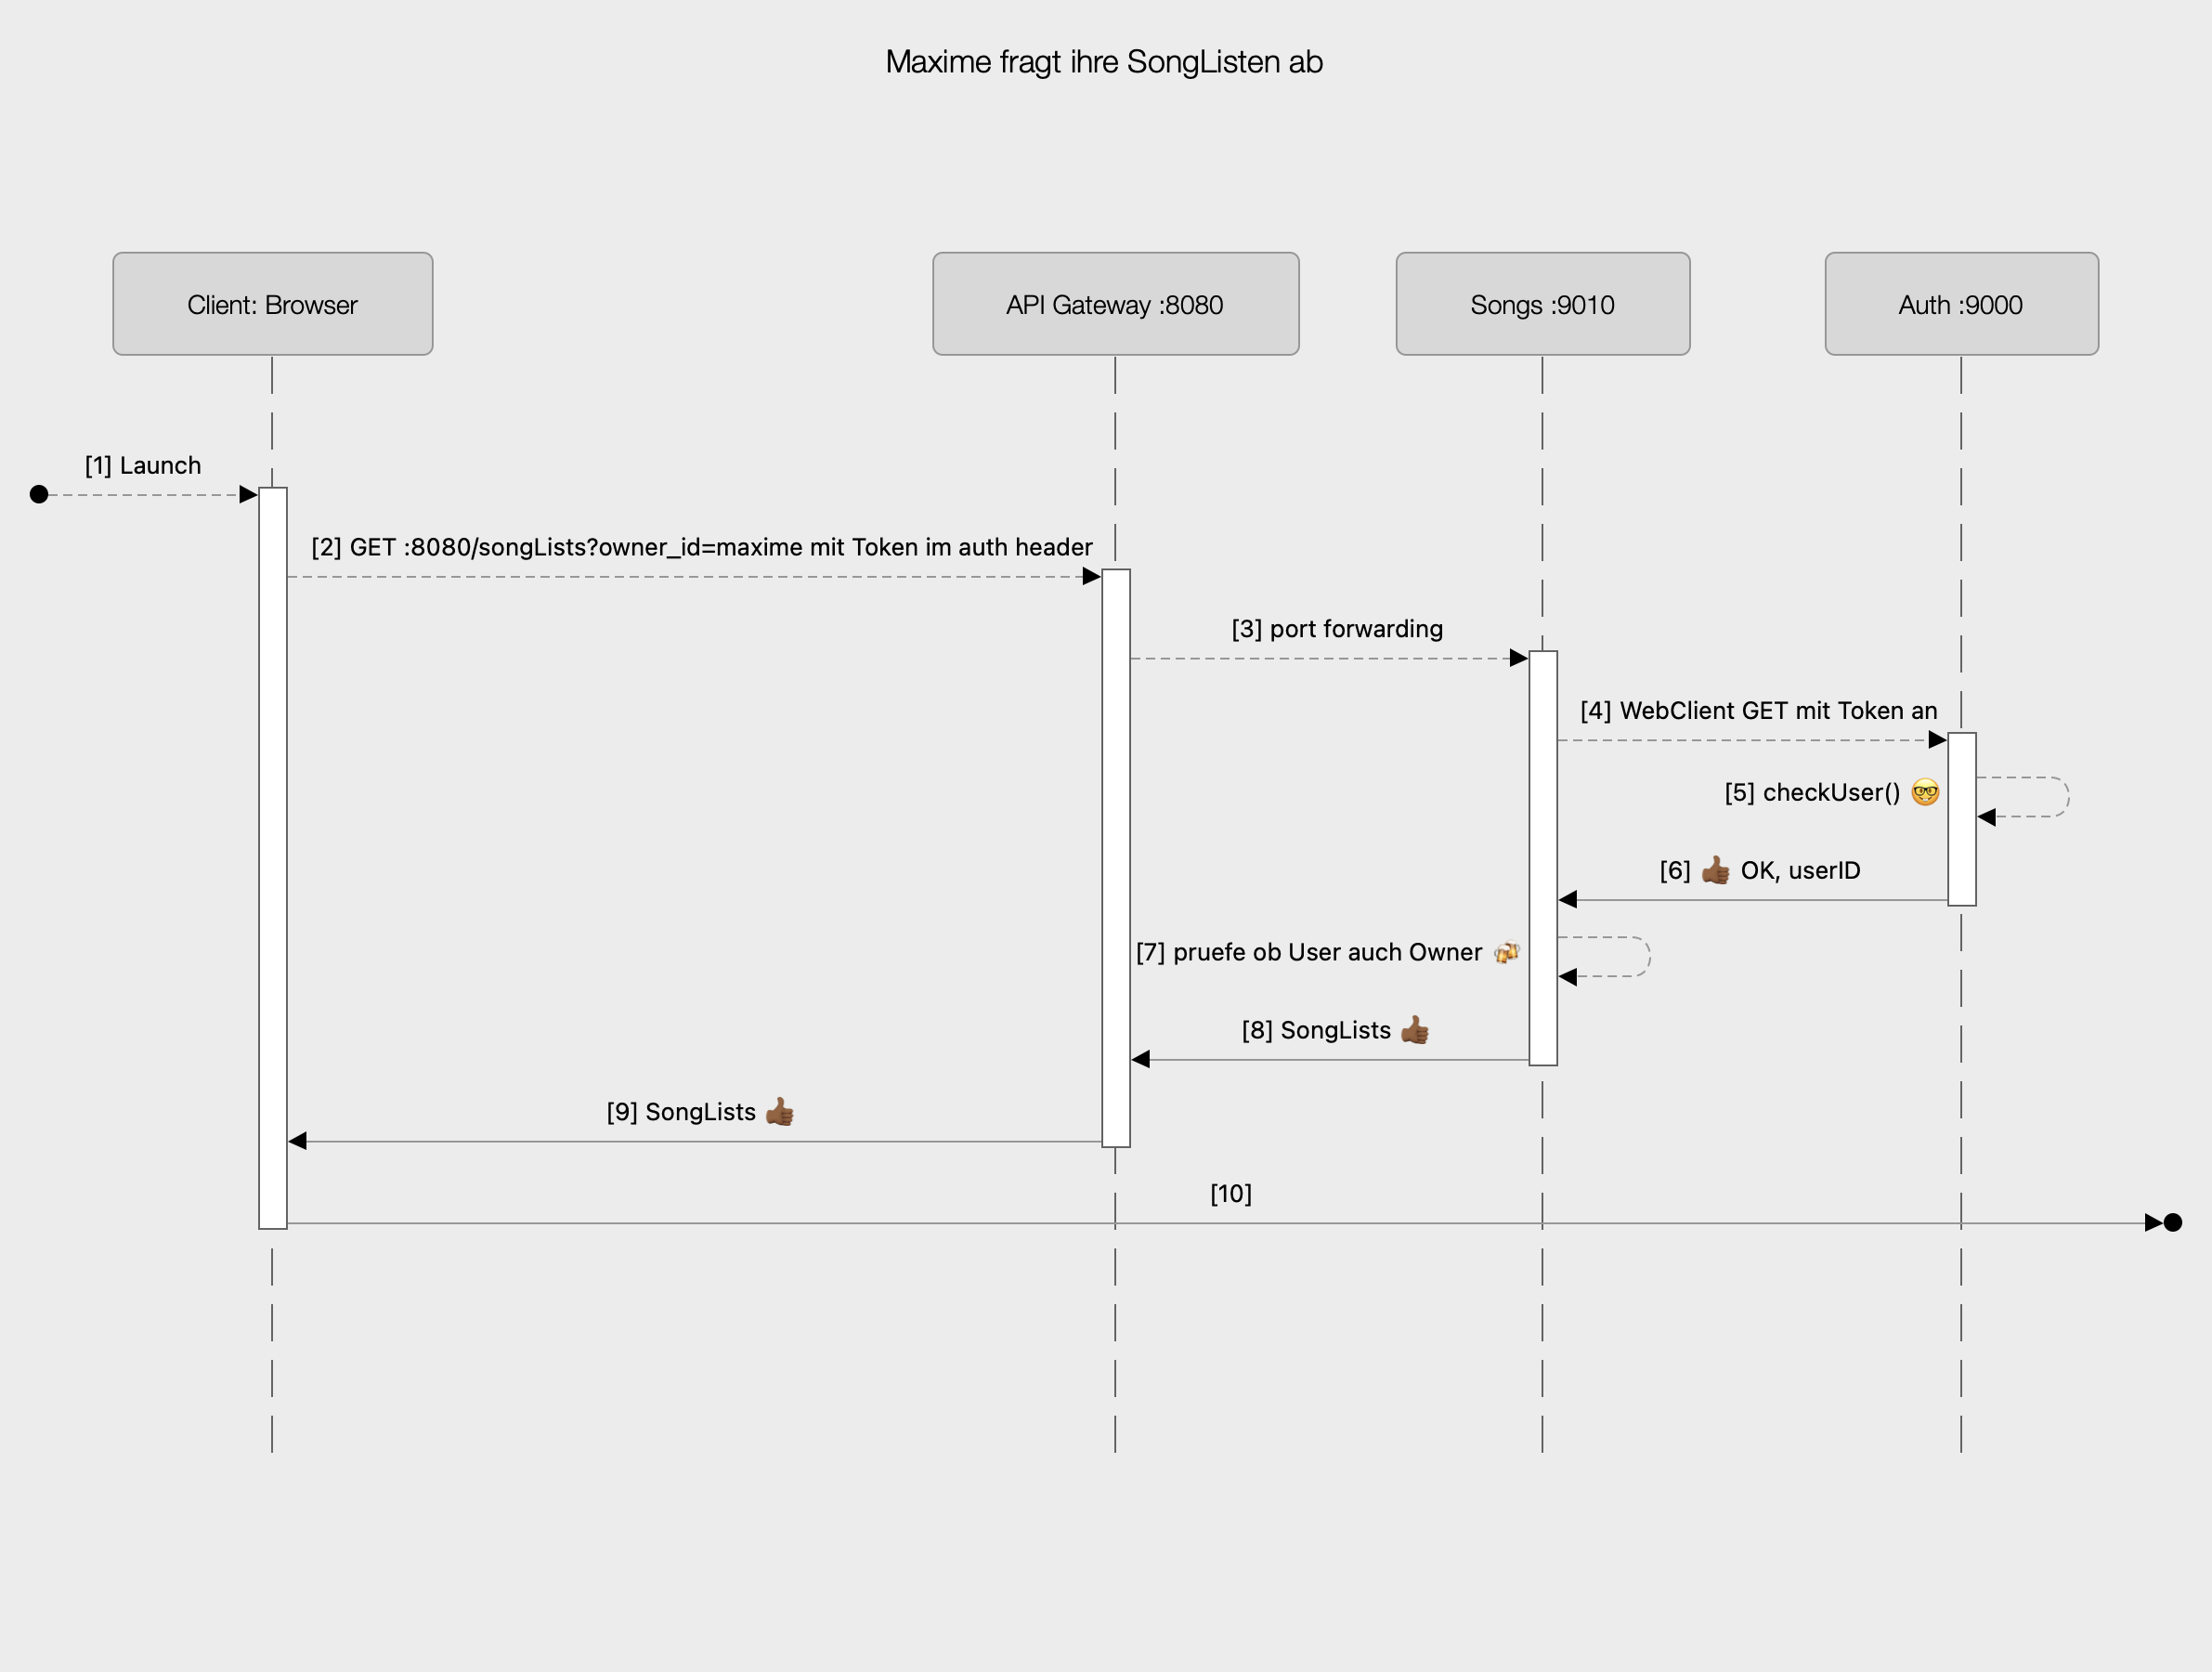 Maxime fragt ihre SongListen ab
Client: Browser
API Gateway :8080
Songs :9010
Auth :9000
[1] Launch
[2] GET :8080/songLists?owner_id=maxime mit Token im auth header
[3] port forwarding
[4] WebClient GET mit Token an
[5] checkUser() 🤓
[6] 👍🏾 OK, userID
[7] pruefe ob User auch Owner 🍻
[8] SongLists 👍🏾
[9] SongLists 👍🏾
[10]